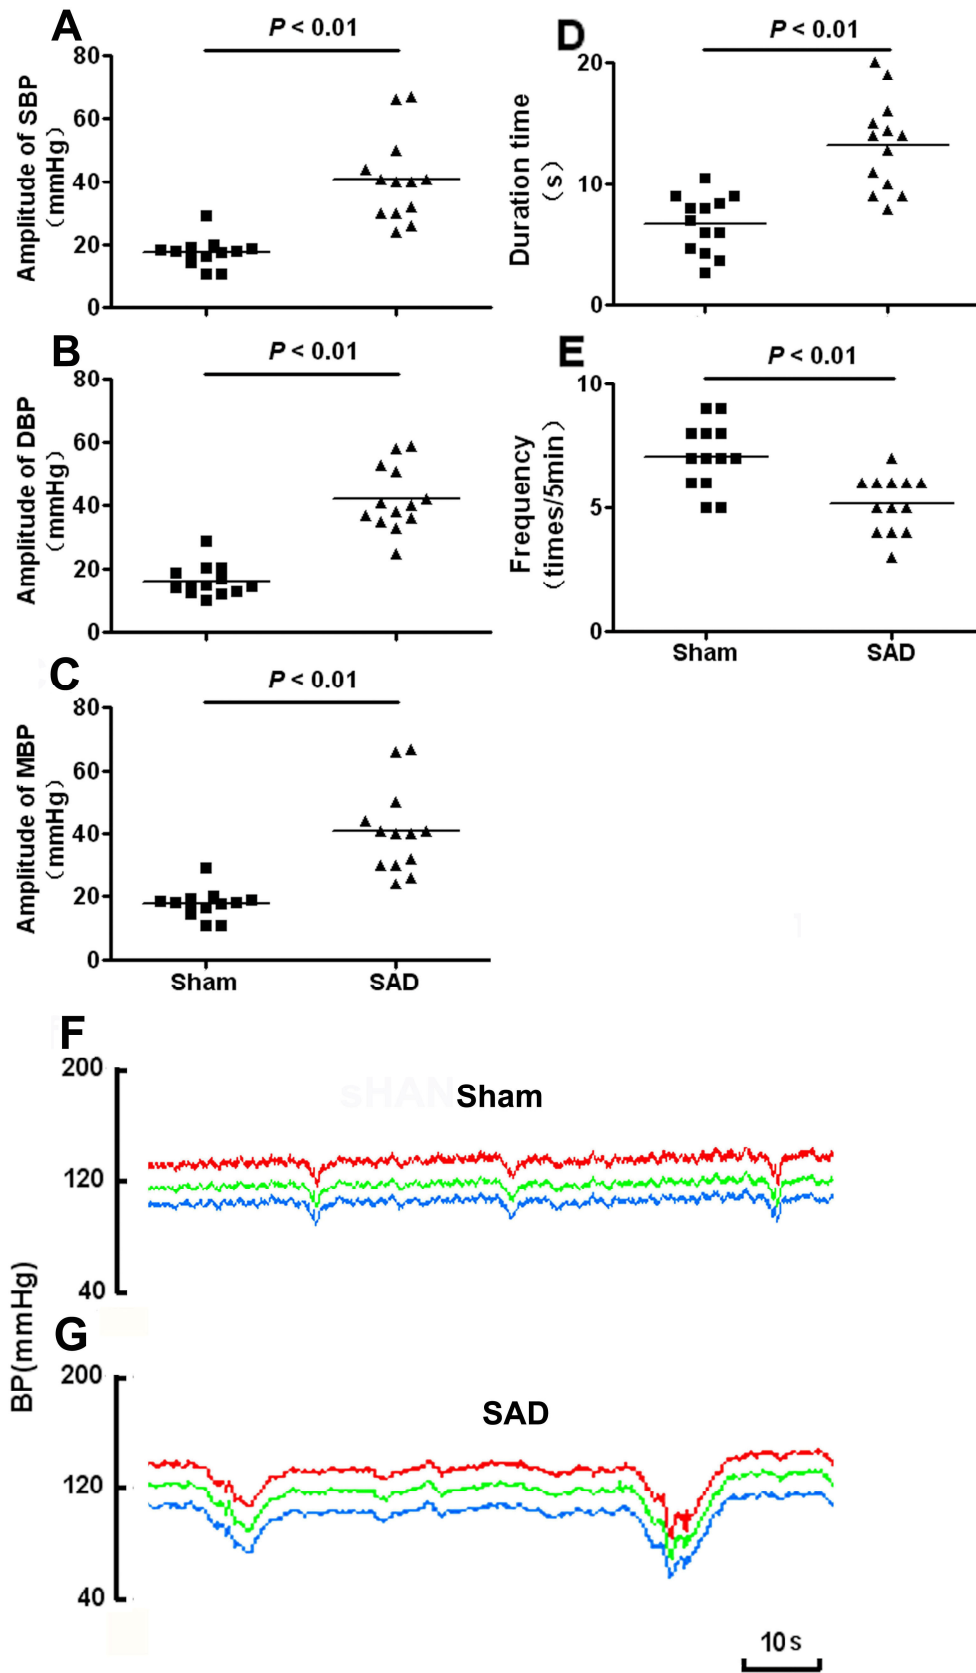 A
P < 0.01
Amplitude of SBP
(mmHg)
80
60
40
20
0
B
P < 0.01
Amplitude of DBP
(mmHg)
80
60
40
20
0
C
P < 0.01
Amplitude of MBP
(mmHg)
80
60
40
20
0
Sham SAD
D
P < 0.01
Duration time
(s)
20
10
0
E
P < 0.01
Frequency
(times/5min)
10
5
0
Sham SAD
BP(mmHg)
F
sHAN
Sham
200
120
40
G
SAD
200
120
40
10 s